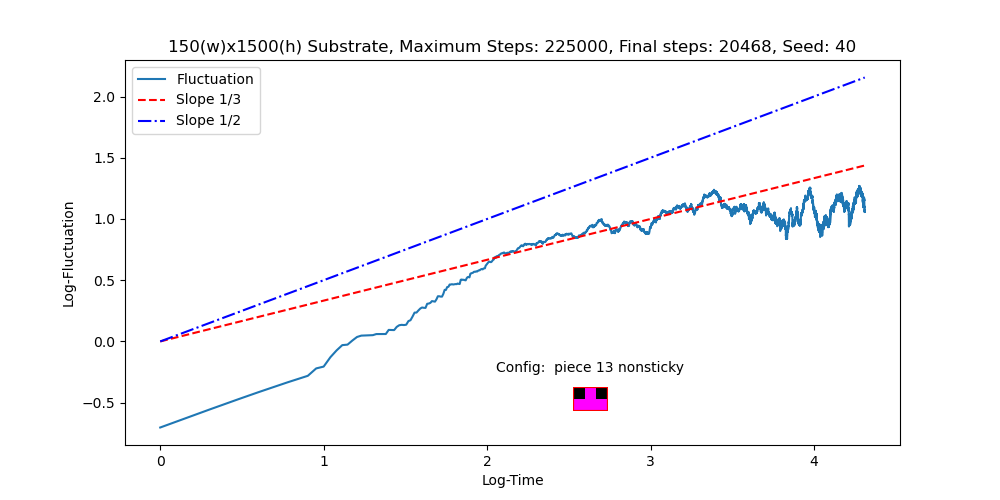 150(w)x1500(h) Substrate, Maximum Steps: 225000, Final steps: 20468, Seed: 40
Fluctuation
Slope 1/3
Slope 1/2
2.0
1.5
1.0
0.5
0.0
−0.5
Log-Fluctuation
Config:  piece 13 nonsticky
0 1 2 3 4
Log-Time